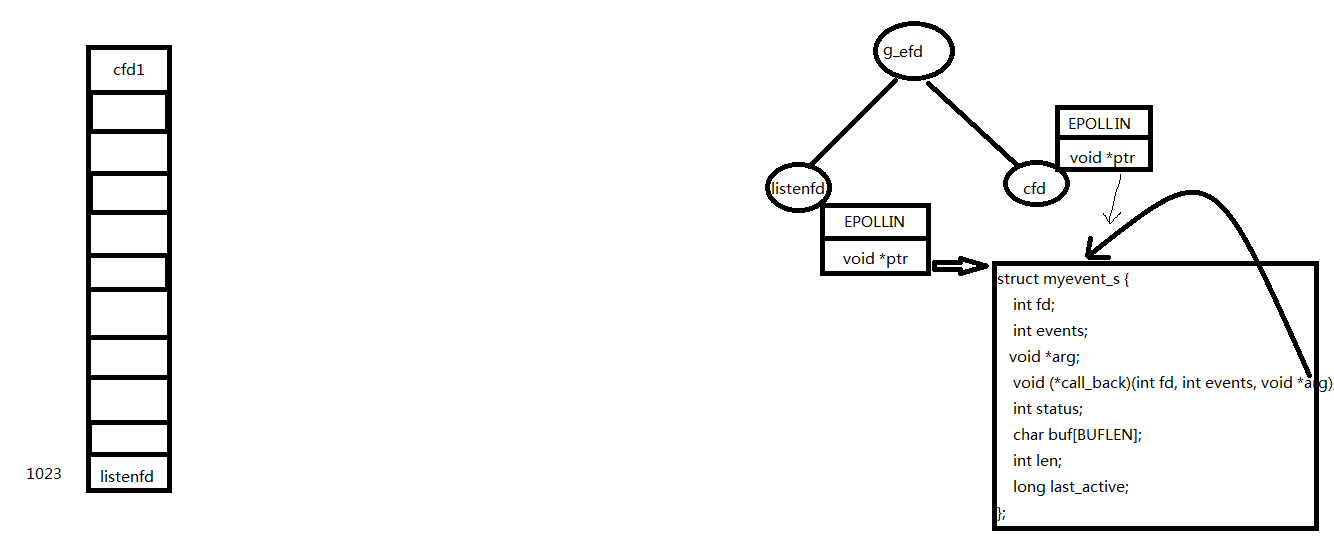 cfd1
1023
listenfd
g_efd
listenfd
cfd
EPOLLIN
void *ptr
EPOLLIN
void *ptr
struct myevent_s {
int fd;
int events;
void *arg;
void (*call_back)(int fd, int events, void *arg);
int status;
char buf[BUFLEN];
int len;
long last_active;
};